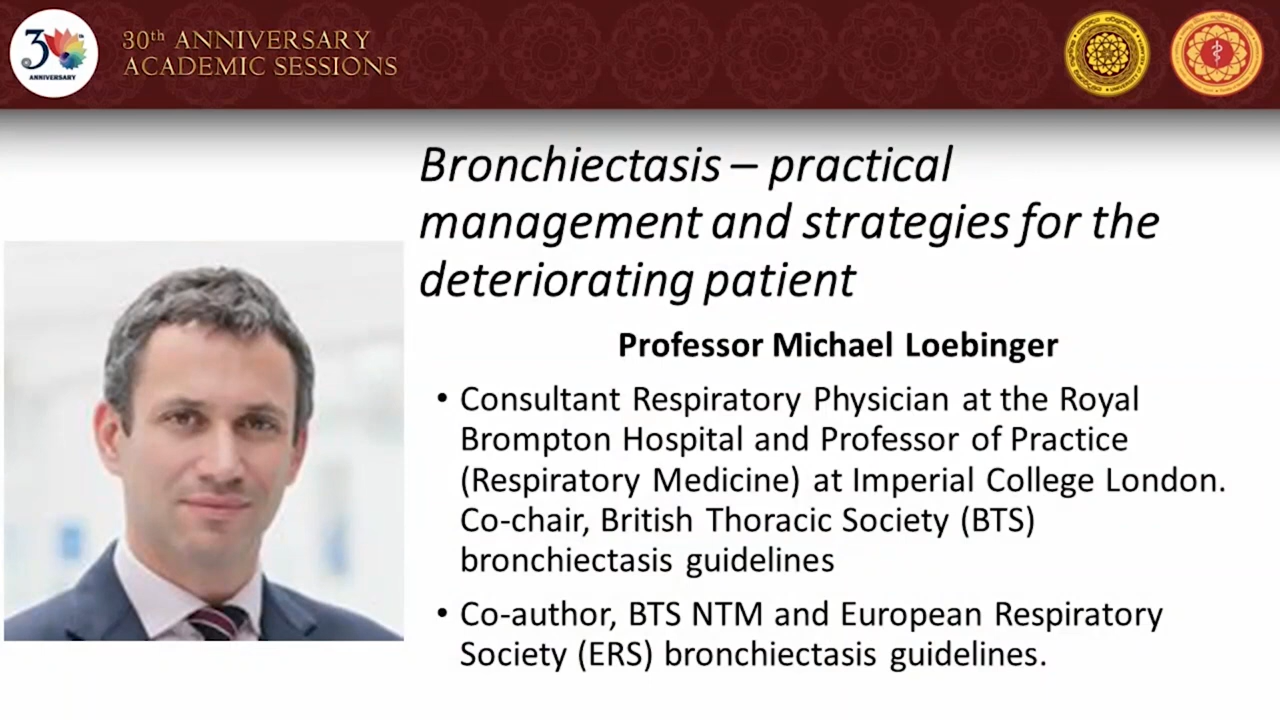 30 ANNIVERSARY
30th ANNIVERSARY
ACADEMIC SESSIONS
Bronchiectasis – practical
management and strategies for the
deteriorating patient
Professor Michael Loebinger
• Consultant Respiratory Physician at the Royal
Brompton Hospital and Professor of Practice
(Respiratory Medicine) at Imperial College London.
Co-chair, British Thoracic Society (BTS)
bronchiectasis guidelines
• Co-author, BTS NTM and European Respiratory
Society (ERS) bronchiectasis guidelines.